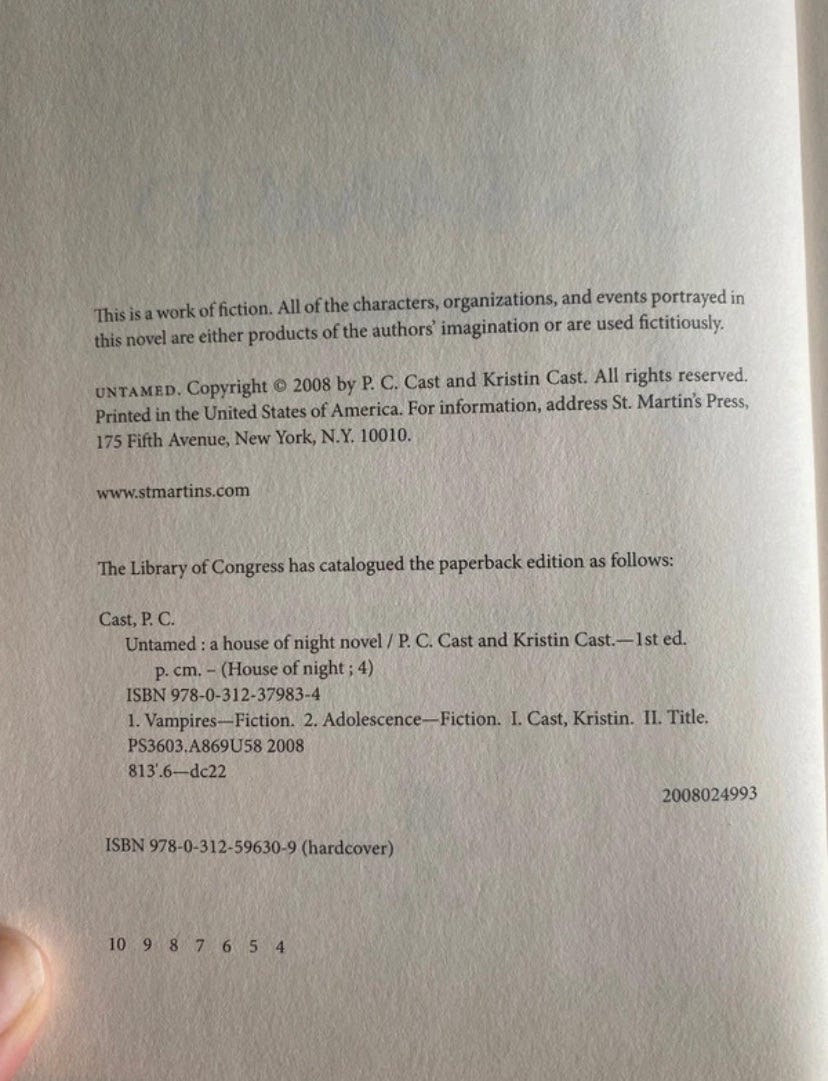 This is a work of fiction. All of the characters, organizations, and events portrayed in
this novel are either products of the authors' imagination or are used fictitiously.
UNTAMED. Copyright © 2008 by P. C. Cast and Kristin Cast. All rights reserved.
Printed in the United States of America. For information, address St. Martin's Press,
175 Fifth Avenue, New York, N.Y. 10010.
www.stmartins.com
The Library of Congress has catalogued the paperback edition as follows:
Cast, P. C.
Untamed : a house of night novel / P. C. Cast and Kristin Cast.—1st ed.
p. cm. – (House of night ; 4)
ISBN 978-0-312-37983-4
1. Vampires—Fiction. 2. Adolescence—Fiction. I. Cast, Kristin. II. Title.
PS3603.A869U58 2008
813'.6—dc22
2008024993
ISBN 978-0-312-59630-9 (hardcover)
10 9 8 7 6 5 4